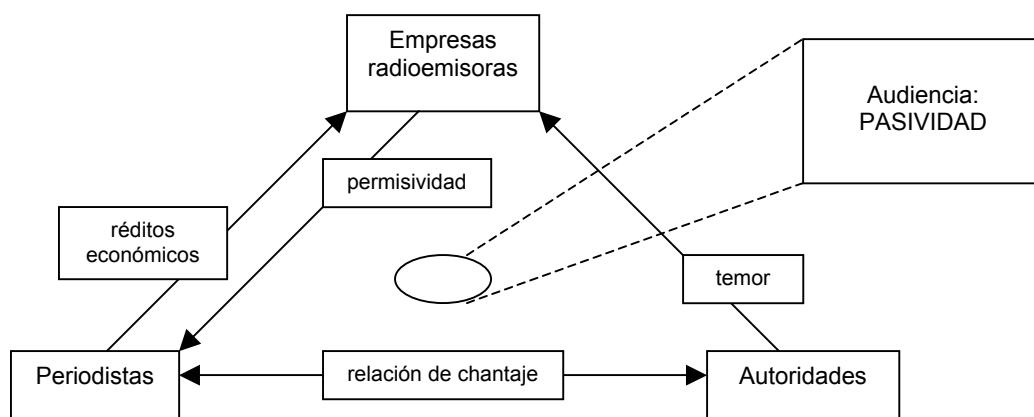 Empresas
radioemisoras
Audiencia:
PASIVIDAD
permisividad
réditos
económicos
temor
Periodistas
relación de chantaje
Autoridades